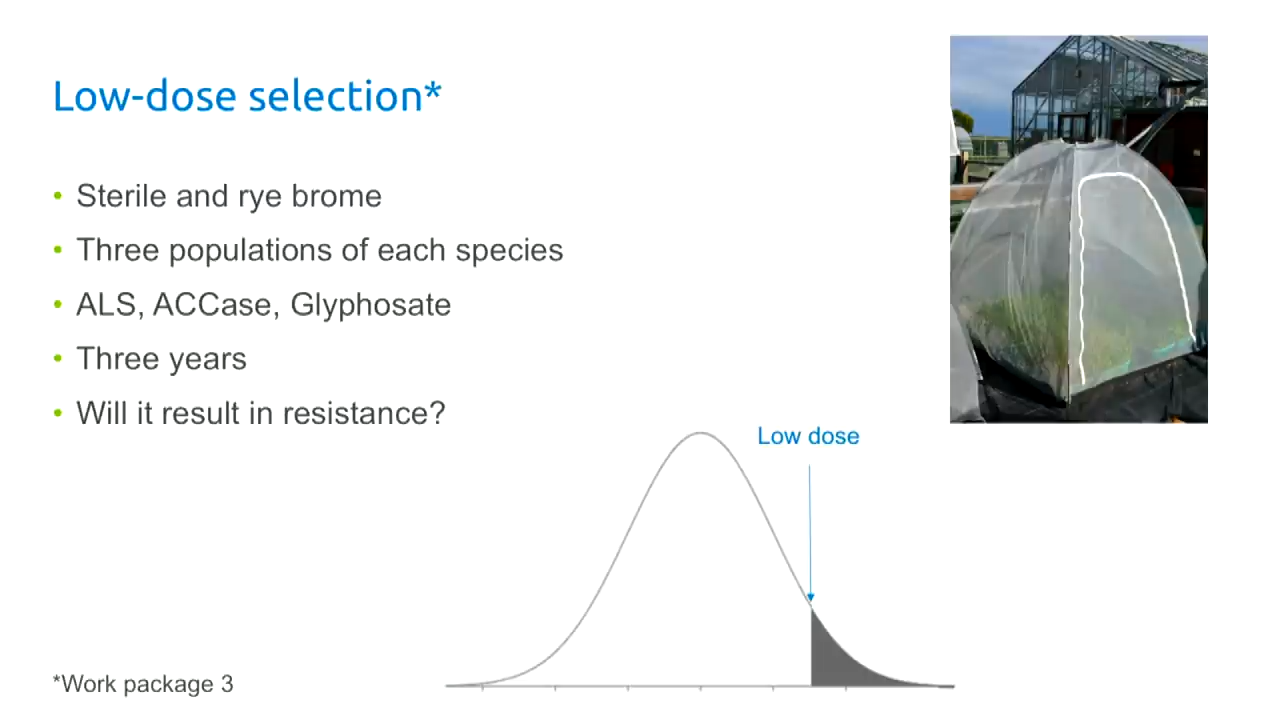 Low-dose selection*
• Sterile and rye brome
• Three populations of each species
• ALS, ACCase, Glyphosate
• Three years
• Will it result in resistance?
Low dose
*Work package 3